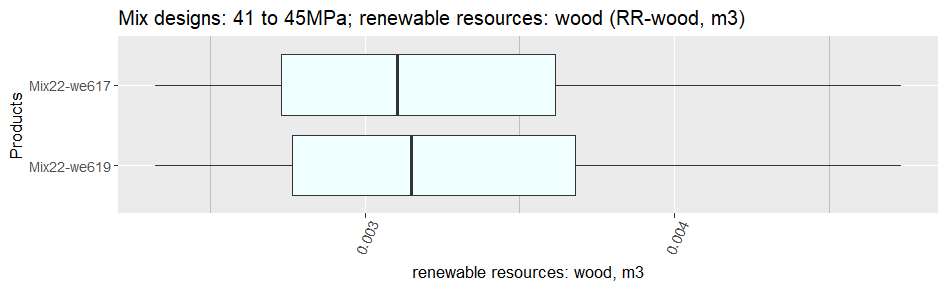 Mix designs: 41 to 45MPa; renewable resources: wood (RR-wood, m3)
Products
Mix22-we617
Mix22-we619
0.003
0.004
renewable resources: wood, m3